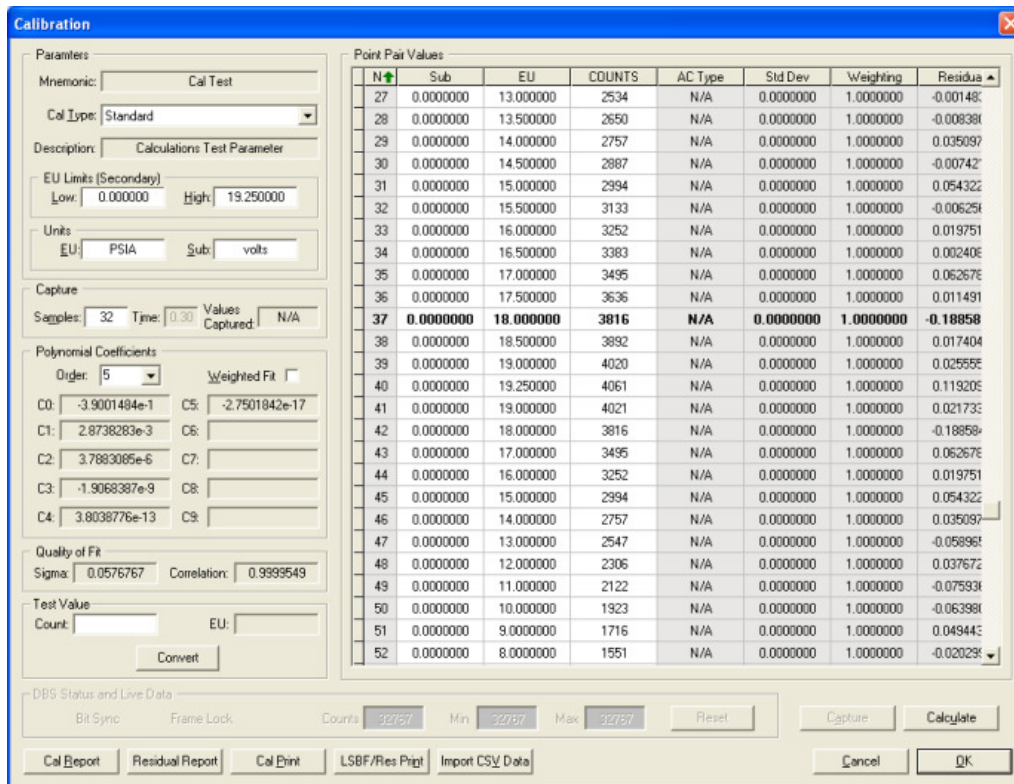 Calibration
Paramters
Mnemonic: Cal Test
Cal Type: Standard
Description: Calculations Test Parameter
EU Limits (Secondary)
Low: 0.000000 High: 19.250000
Units
EU: PSIA Sub: volts
Capture
Samples: 32 Time: 0.30 Values Captured: N/A
Polynomial Coefficients
Order: 5 Weighted Fit
C0: -3.9001484e-1 C5: -2.7501842e-17
C1: 2.8738283e-3 C6:
C2: 3.7883085e-6 C7:
C3: -1.9068387e-9 C8:
C4: 3.8038776e-13 C9:
Quality of Fit
Sigma: 0.0576767 Correlation: 0.9999549
Test Value
Count: EU:
Convert
Point Pair Values
N Sub EU COUNTS AC Type Std Dev Weighting Residua
27 0.0000000 13.000000 2534 N/A 0.0000000 1.0000000 -0.001483
28 0.0000000 13.500000 2650 N/A 0.0000000 1.0000000 -0.008380
29 0.0000000 14.000000 2757 N/A 0.0000000 1.0000000 0.035097
30 0.0000000 14.500000 2887 N/A 0.0000000 1.0000000 -0.00742
31 0.0000000 15.000000 2994 N/A 0.0000000 1.0000000 0.054322
32 0.0000000 15.500000 3133 N/A 0.0000000 1.0000000 -0.006256
33 0.0000000 16.000000 3252 N/A 0.0000000 1.0000000 0.019751
34 0.0000000 16.500000 3383 N/A 0.0000000 1.0000000 0.002408
35 0.0000000 17.000000 3495 N/A 0.0000000 1.0000000 0.062678
36 0.0000000 17.500000 3636 N/A 0.0000000 1.0000000 0.011491
37 0.0000000 18.000000 3816 N/A 0.0000000 1.0000000 -0.18858
38 0.0000000 18.500000 3892 N/A 0.0000000 1.0000000 0.017404
39 0.0000000 19.000000 4020 N/A 0.0000000 1.0000000 0.025555
40 0.0000000 19.250000 4061 N/A 0.0000000 1.0000000 0.119209
41 0.0000000 19.000000 4021 N/A 0.0000000 1.0000000 0.021733
42 0.0000000 18.000000 3816 N/A 0.0000000 1.0000000 -0.188584
43 0.0000000 17.000000 3495 N/A 0.0000000 1.0000000 0.062678
44 0.0000000 16.000000 3252 N/A 0.0000000 1.0000000 0.019751
45 0.0000000 15.000000 2994 N/A 0.0000000 1.0000000 0.054322
46 0.0000000 14.000000 2757 N/A 0.0000000 1.0000000 0.035097
47 0.0000000 13.000000 2547 N/A 0.0000000 1.0000000 -0.058965
48 0.0000000 12.000000 2306 N/A 0.0000000 1.0000000 0.037672
49 0.0000000 11.000000 2122 N/A 0.0000000 1.0000000 -0.075936
50 0.0000000 10.000000 1923 N/A 0.0000000 1.0000000 -0.063980
51 0.0000000 9.0000000 1716 N/A 0.0000000 1.0000000 0.049443
52 0.0000000 8.0000000 1551 N/A 0.0000000 1.0000000 -0.020299
DBS Status and Live Data
Bit Sync Frame Lock Counts 32767 Min 32767 Max 32767 Reset Capture Calculate
Cal Report Residual Report Cal Print LSBF/Res Print Import CSV Data Cancel OK